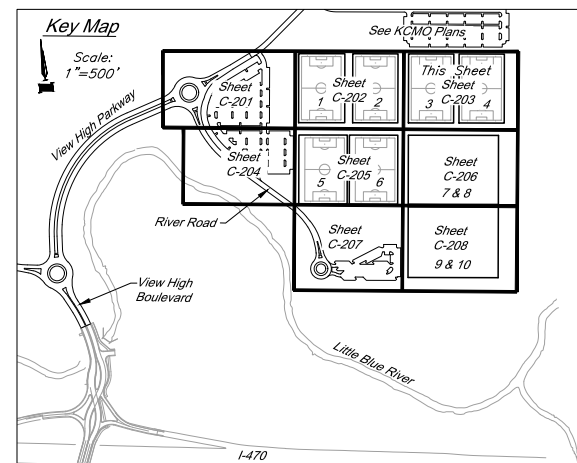 Key Map
Scale:
1"=500'
See KCMO Plans
This Sheet
Sheet
C-201
Sheet
C-202
1
2
Sheet
C-203
3
4
View High Parkway
Sheet
C-204
Sheet
C-205
5
6
Sheet
C-206
7 & 8
River Road
Sheet
C-207
Sheet
C-208
9 & 10
View High
Boulevard
Little Blue River
I-470